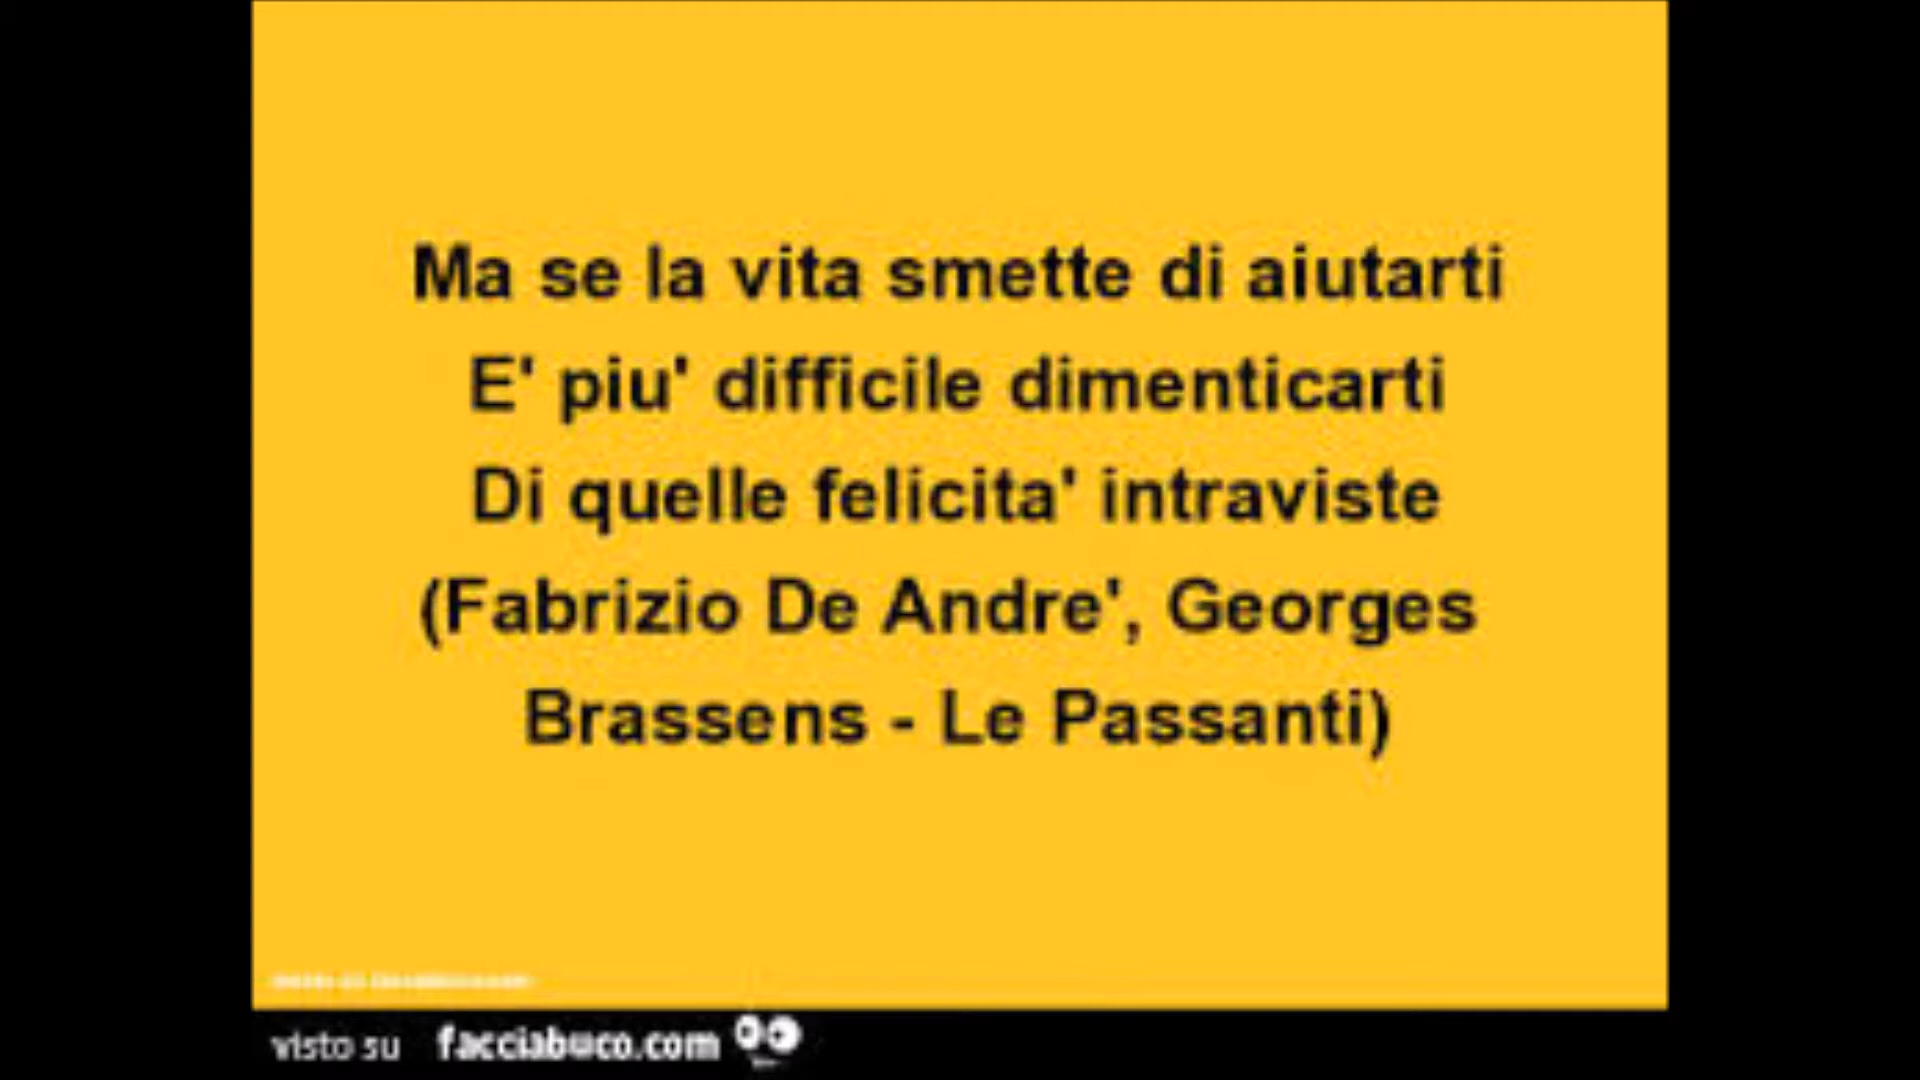 Ma se la vita smette di aiutarti
E' piu' difficile dimenticarti
Di quelle felicita' intraviste
(Fabrizio De Andre', Georges
Brassens - Le Passanti)
visto su facciabuco.com